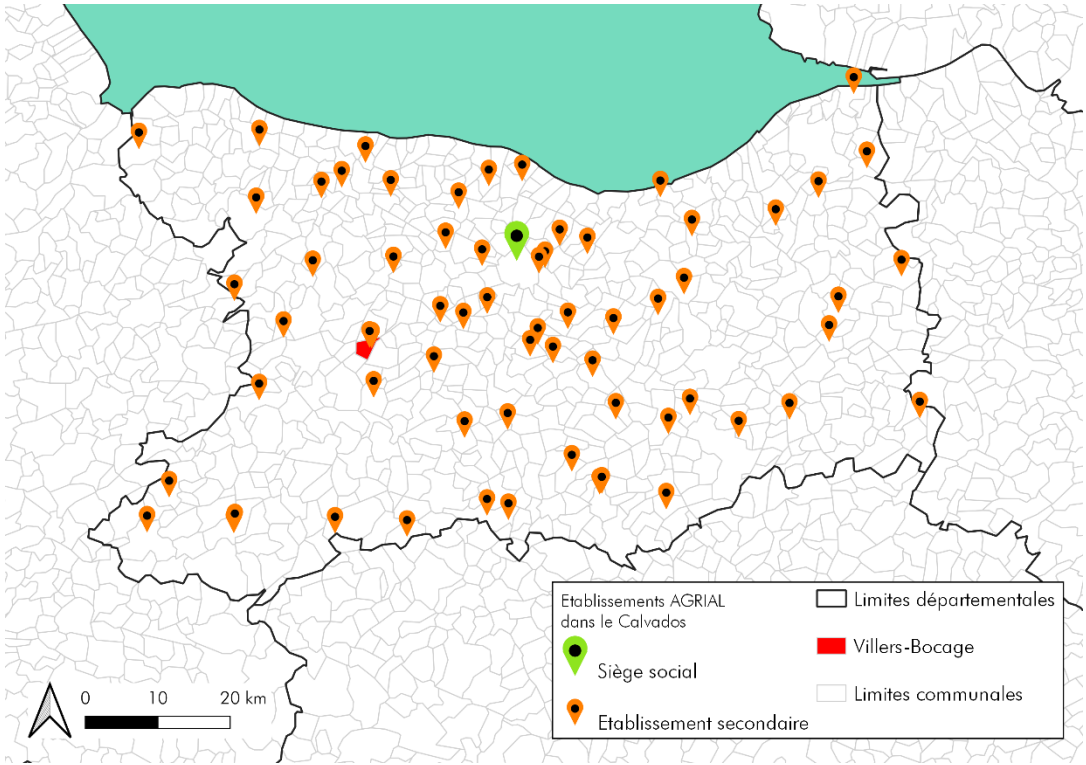 Etablissements AGRIAL
dans le Calvados
Siège social
Etablissement secondaire
Limites départementales
Villers-Bocage
Limites communales
0 10 20 km